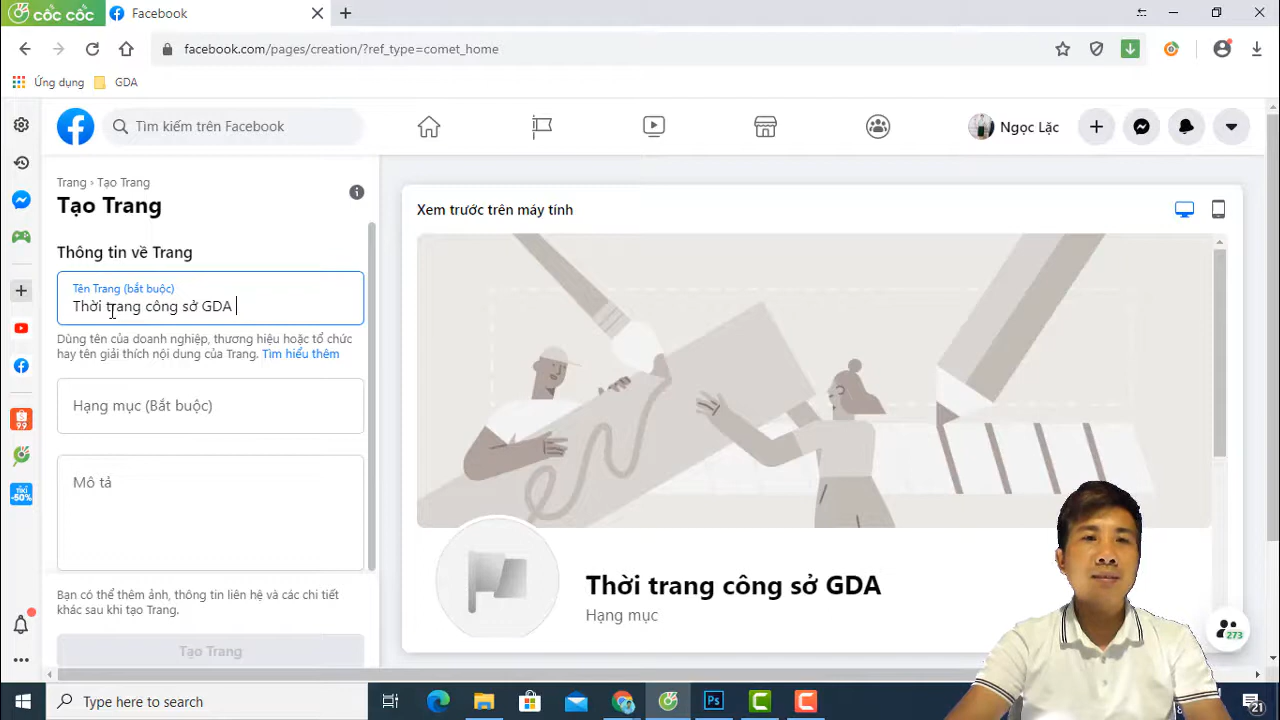 cốc cốc
Facebook
facebook.com/pages/creation/?ref_type=comet_home
Ứng dụng
GDA
Tìm kiếm trên Facebook
Ngọc Lặc
Trang › Tạo Trang
Tạo Trang
Thông tin về Trang
Tên Trang (bắt buộc)
Thời trang công sở GDA
Dùng tên của doanh nghiệp, thương hiệu hoặc tổ chức
hay tên giải thích nội dung của Trang. Tìm hiểu thêm
Hạng mục (Bắt buộc)
Mô tả
Bạn có thể thêm ảnh, thông tin liên hệ và các chi tiết
khác sau khi tạo Trang.
Tạo Trang
Xem trước trên máy tính
Thời trang công sở GDA
Hạng mục
273
99
TIKI
-50%
Type here to search
Ps
C
C
21